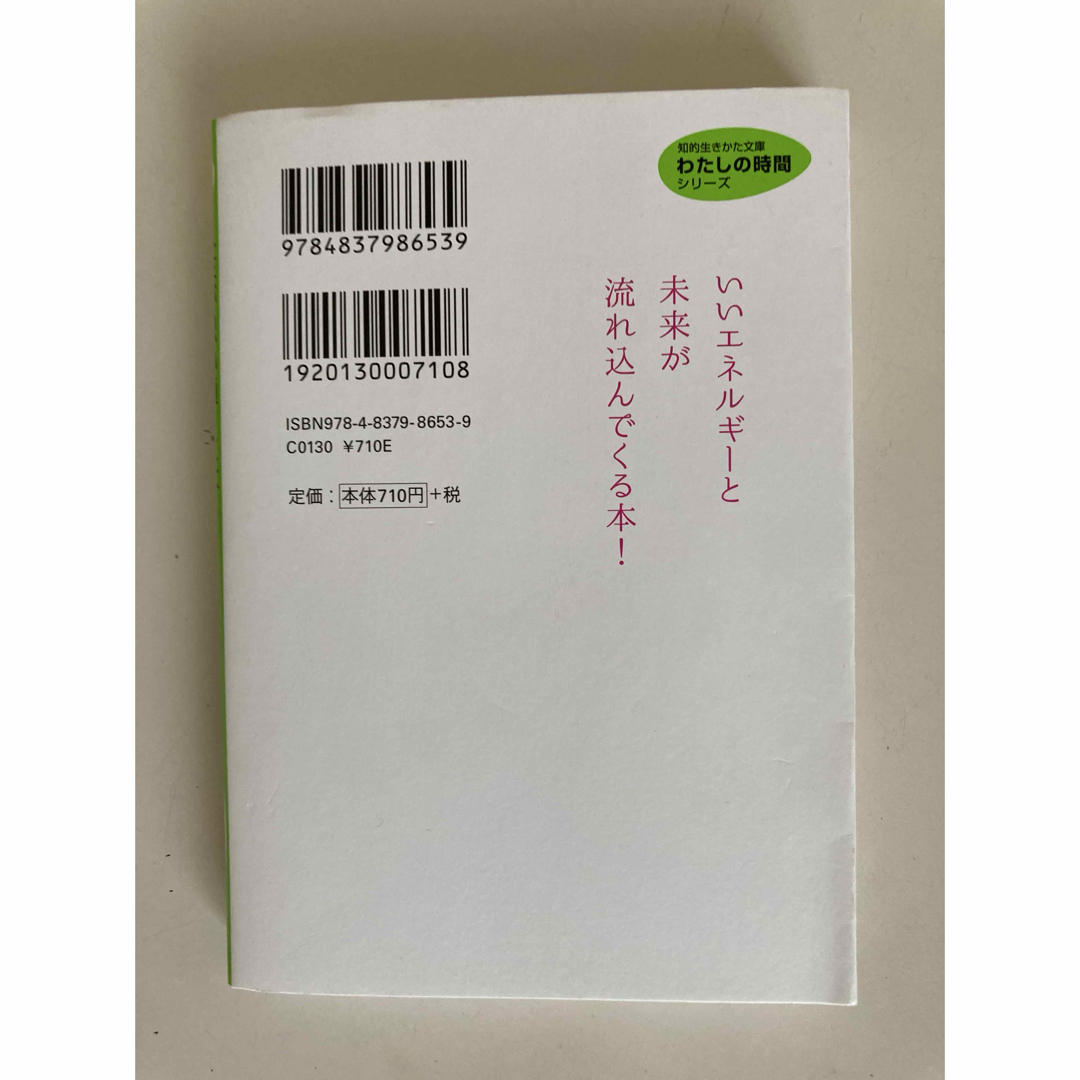 知的生きかた文庫
わたしの時間
シリーズ
いいエネルギーと
未来が
流れ込んでくる本！
9784837986539
1920130007108
ISBN978-4-8379-8653-9
C0130 ¥710E
定価：本体710円+税